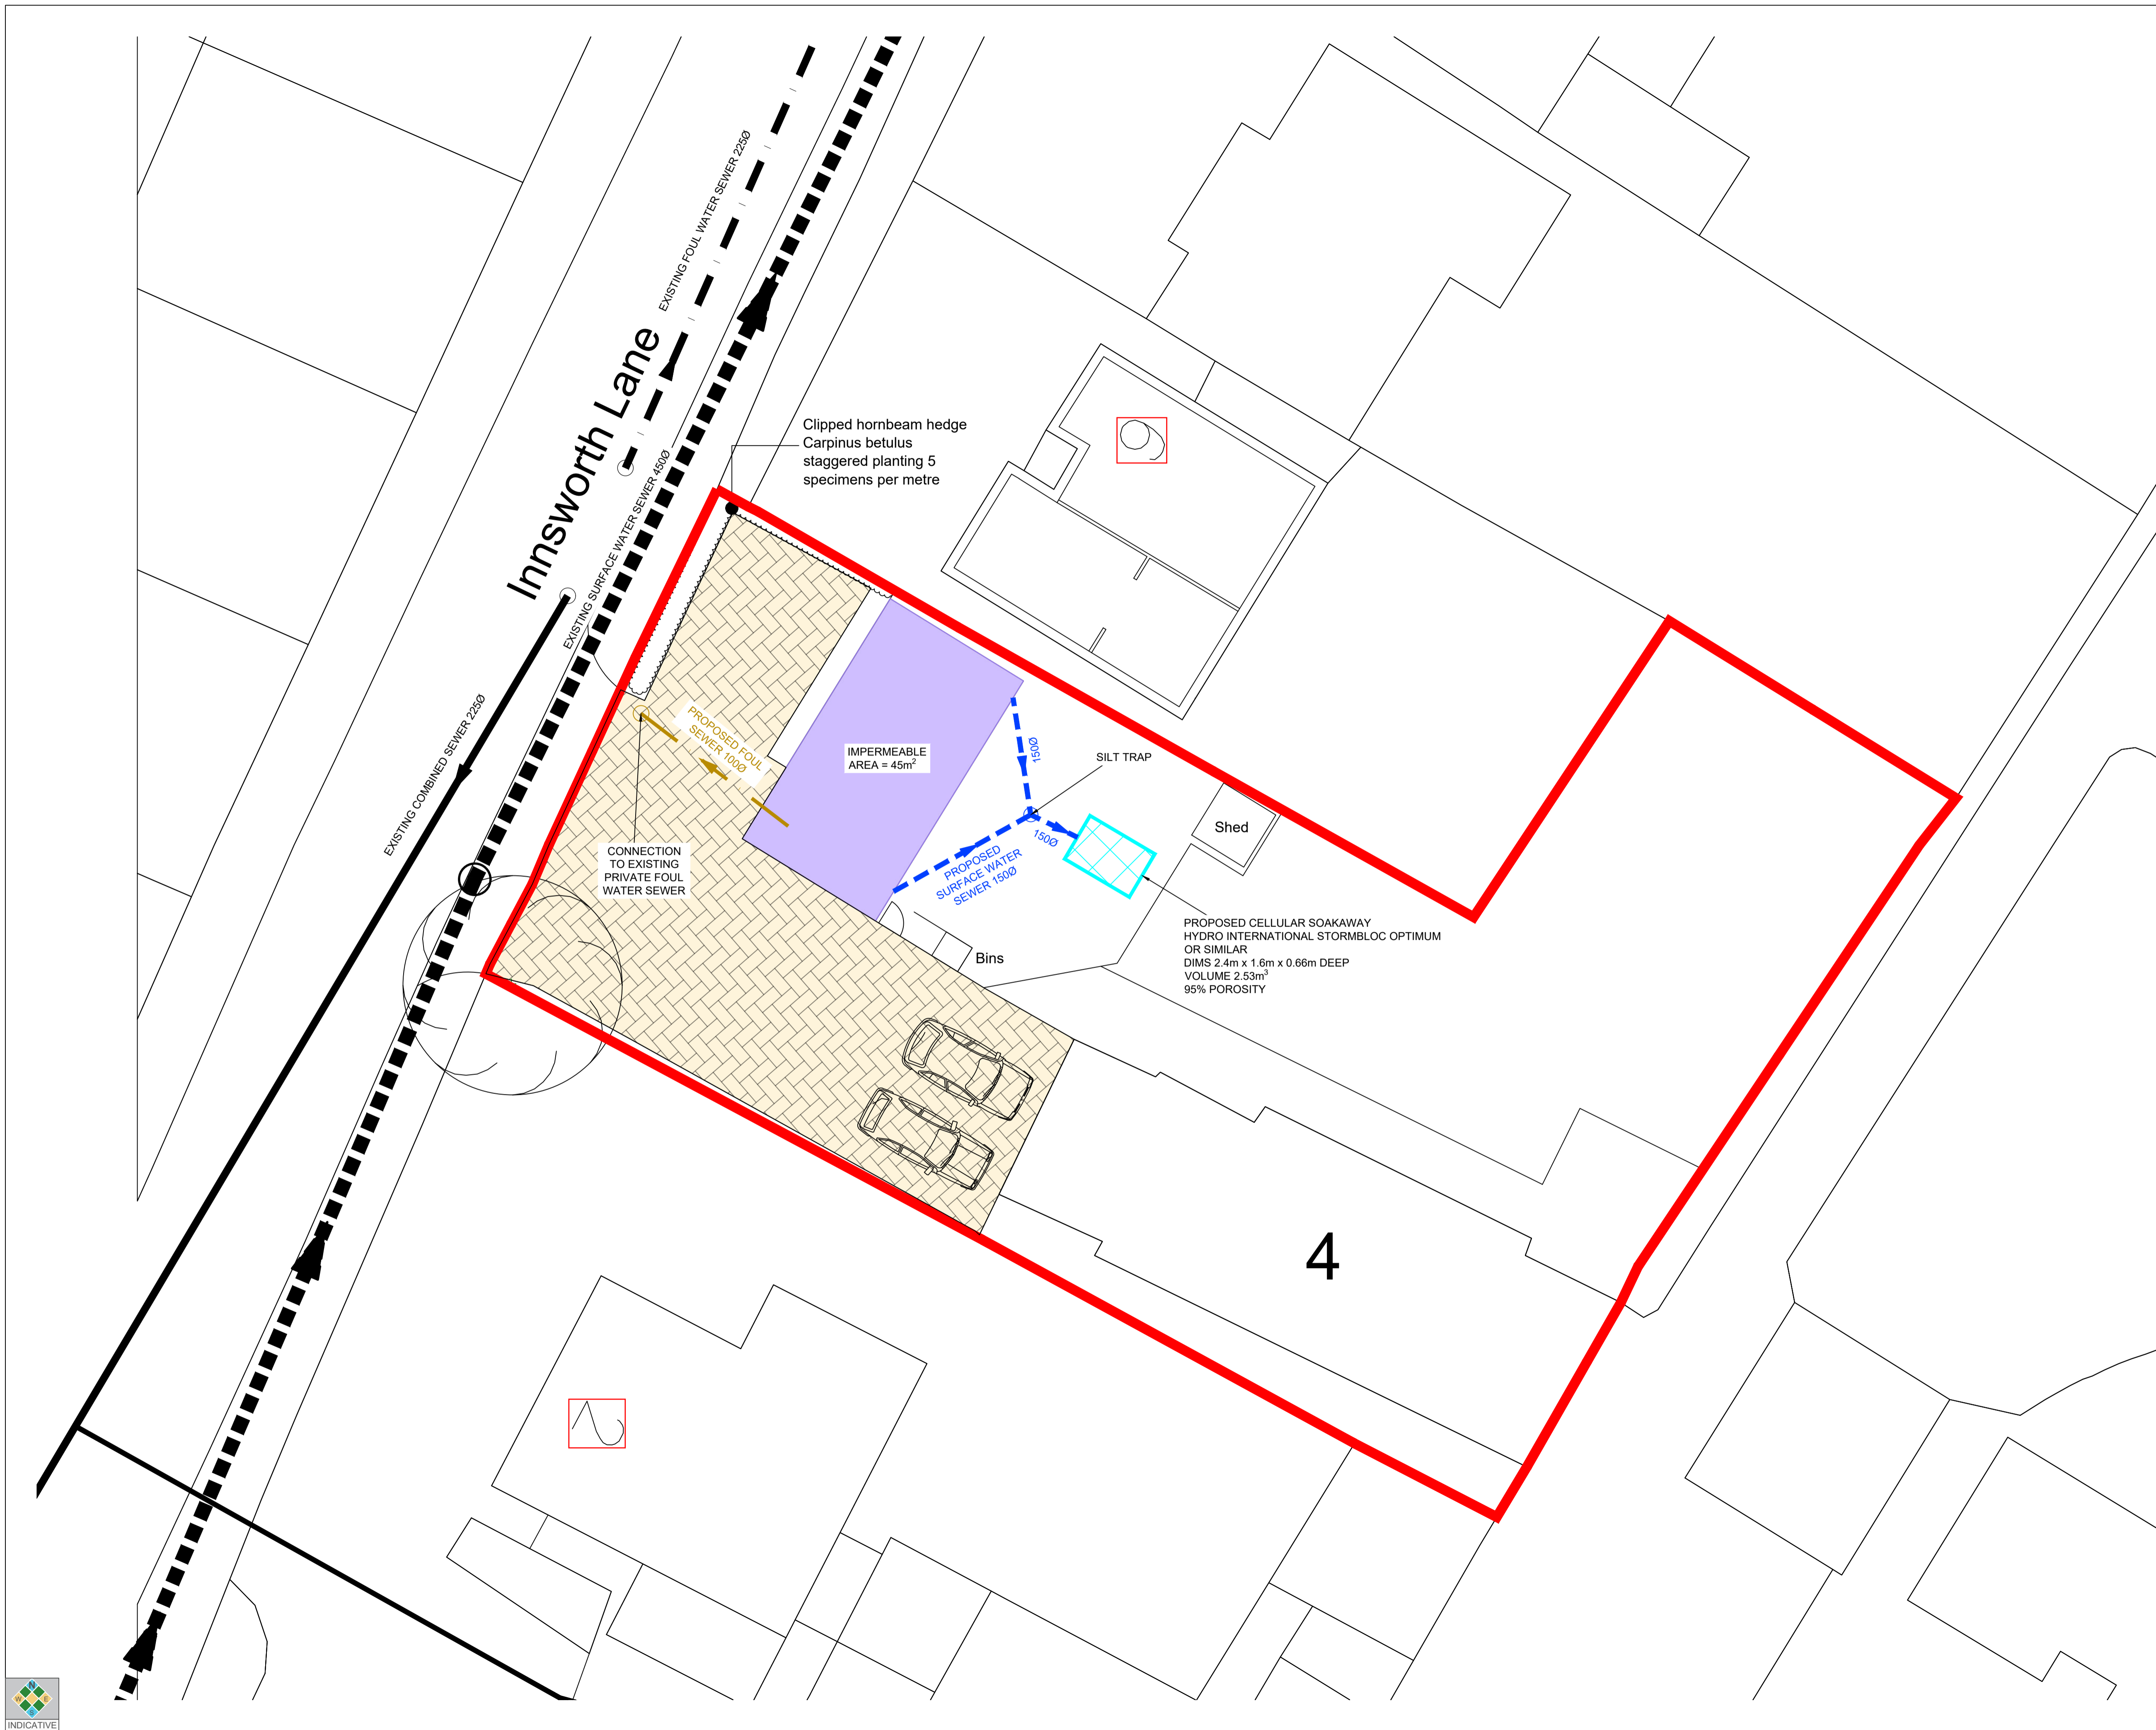 EXISTING FOUL WATER SEWER 225Ø
Innsworth Lane
Clipped hornbeam hedge
Carpinus betulus
staggered planting 5
specimens per metre
EXISTING SURFACE WATER SEWER 450Ø
EXISTING COMBINED SEWER 225Ø
PROPOSED FOUL
SEWER 100Ø
IMPERMEABLE
AREA = 45m²
150Ø
SILT TRAP
150Ø
Shed
PROPOSED
SURFACE WATER
SEWER 150Ø
CONNECTION
TO EXISTING
PRIVATE FOUL
WATER SEWER
PROPOSED CELLULAR SOAKAWAY
HYDRO INTERNATIONAL STORMBLOC OPTIMUM
OR SIMILAR
DIMS 2.4m x 1.6m x 0.66m DEEP
VOLUME 2.53m³
95% POROSITY
Bins
4
N
W E
S
INDICATIVE